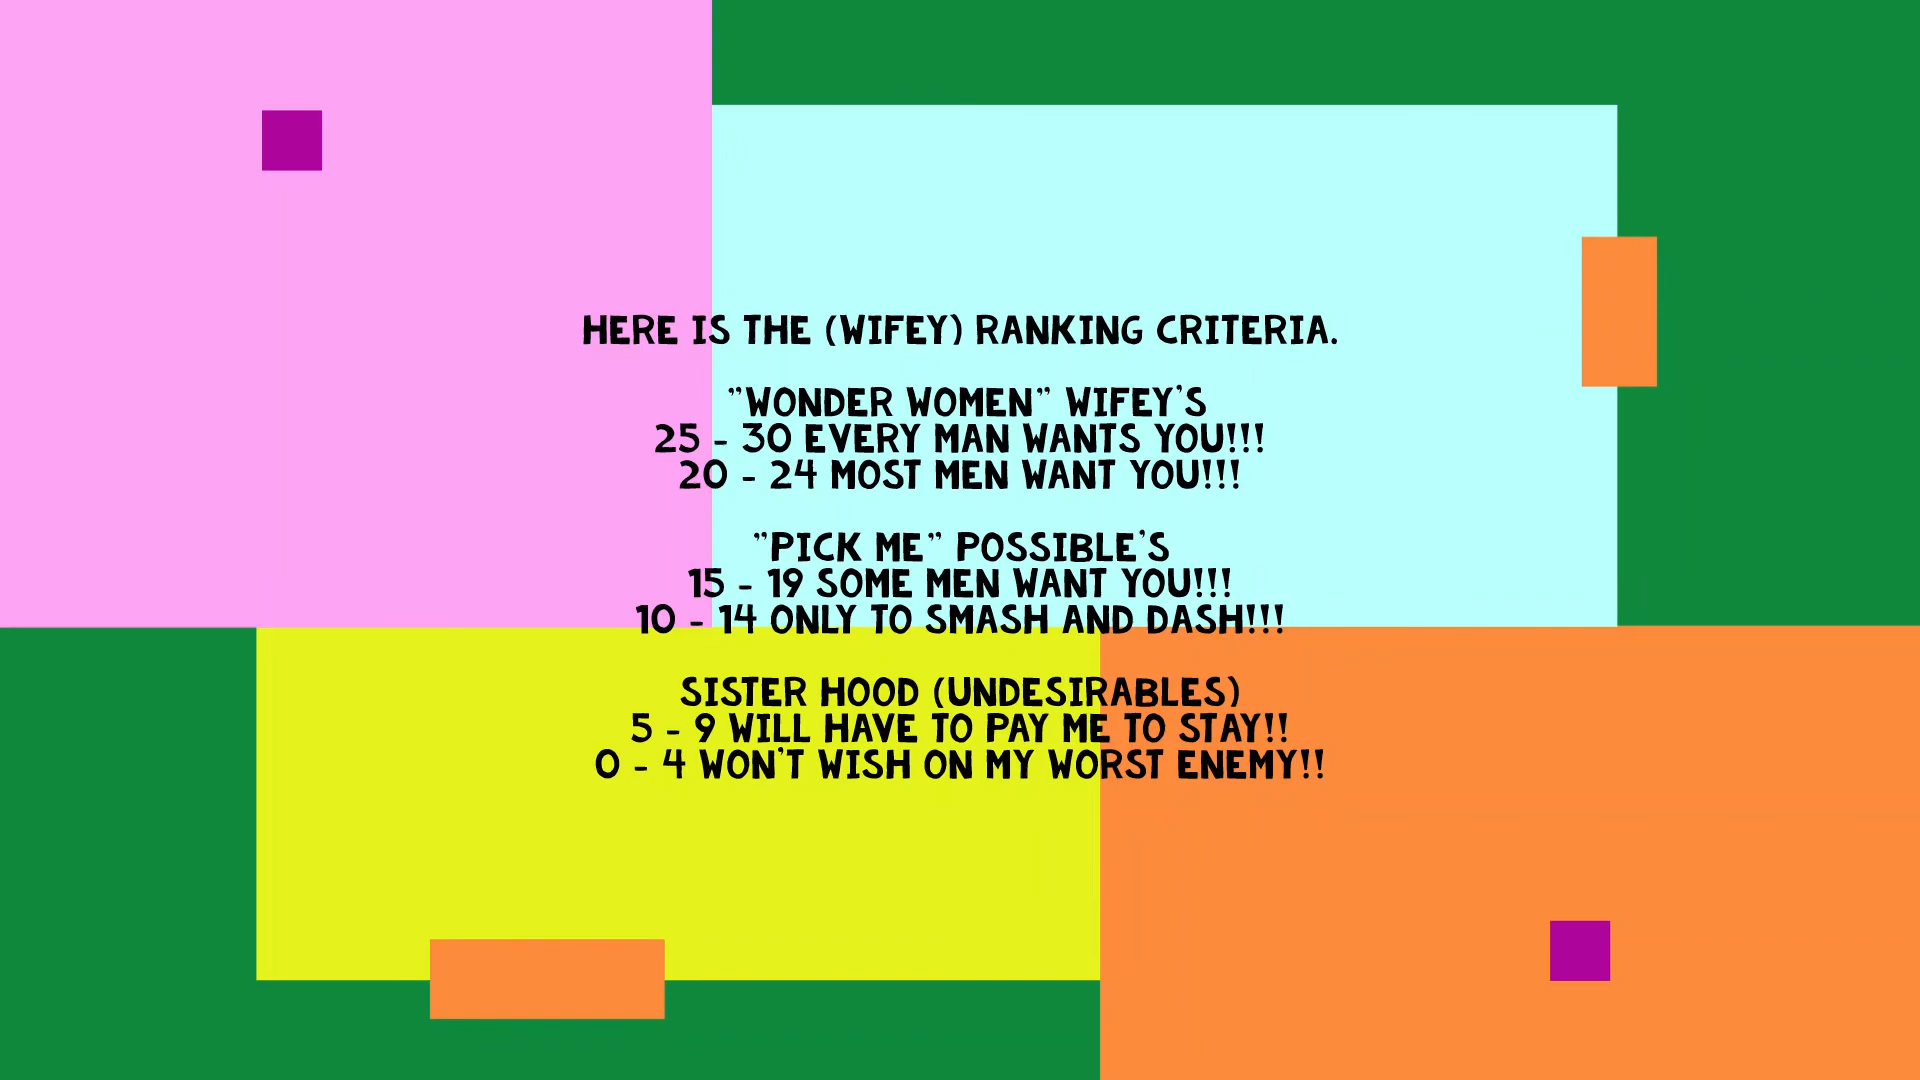 HERE IS THE (WIFEY) RANKING CRITERIA.
"WONDER WOMEN" WIFEY'S
25 - 30 EVERY MAN WANTS YOU!!!
20 - 24 MOST MEN WANT YOU!!!
"PICK ME" POSSIBLE'S
15 - 19 SOME MEN WANT YOU!!!
10 - 14 ONLY TO SMASH AND DASH!!!
SISTER HOOD (UNDESIRABLES)
5 - 9 WILL HAVE TO PAY ME TO STAY!!
0 - 4 WON'T WISH ON MY WORST ENEMY!!